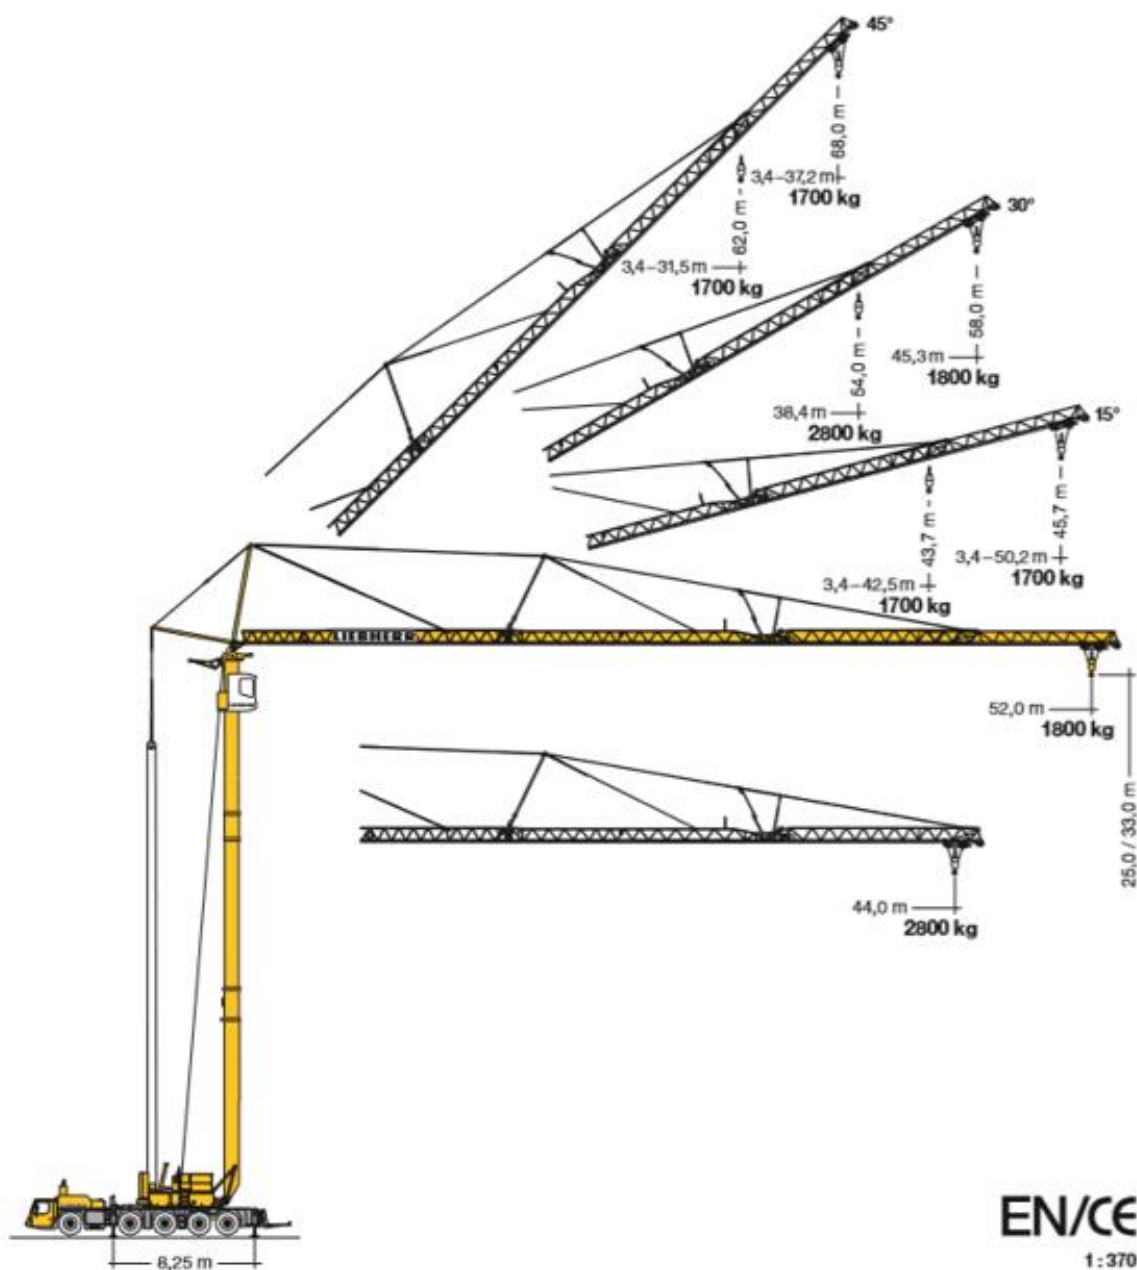 45°
68,0 m
3,4–37,2 m
1700 kg
62,0 m
3,4–31,5 m
1700 kg
30°
58,0 m
45,3 m
1800 kg
54,0 m
38,4 m
2800 kg
15°
45,7 m
3,4–50,2 m
1700 kg
43,7 m
3,4–42,5 m
1700 kg
LIEBHERR
52,0 m
1800 kg
25,0 / 33,0 m
44,0 m
2800 kg
8,25 m
EN/CE
1:370